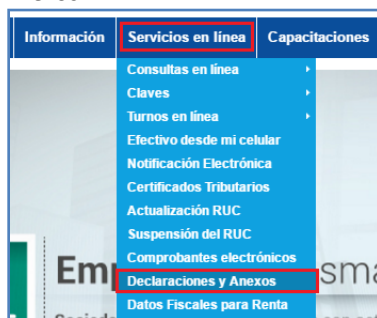 Información Servicios en línea Capacitaciones
Consultas en línea
Claves
Turnos en línea
Efectivo desde mi celular
Notificación Electrónica
Certificados Tributarios
Actualización RUC
Suspensión del RUC
Comprobantes electrónicos
Declaraciones y Anexos
Datos Fiscales para Renta